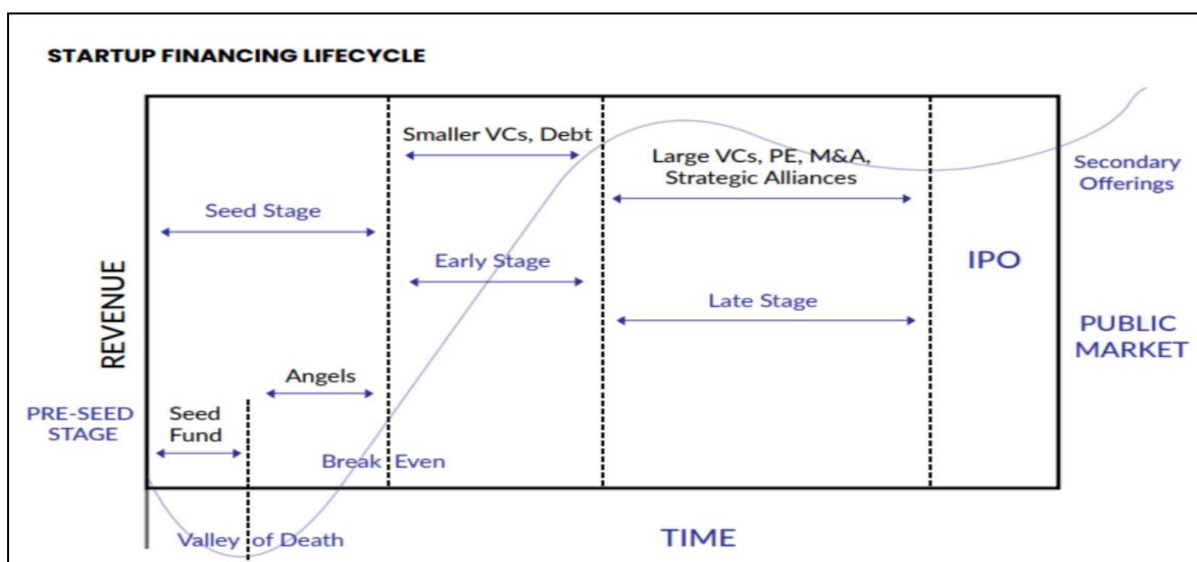 STARTUP FINANCING LIFECYCLE
Smaller VCs, Debt
Large VCs, PE, M&A,
Strategic Alliances
Secondary
Offerings
Seed Stage
Early Stage
IPO
Late Stage
REVENUE
PUBLIC
MARKET
Angels
PRE-SEED
STAGE
Seed
Fund
Break Even
Valley of Death
TIME